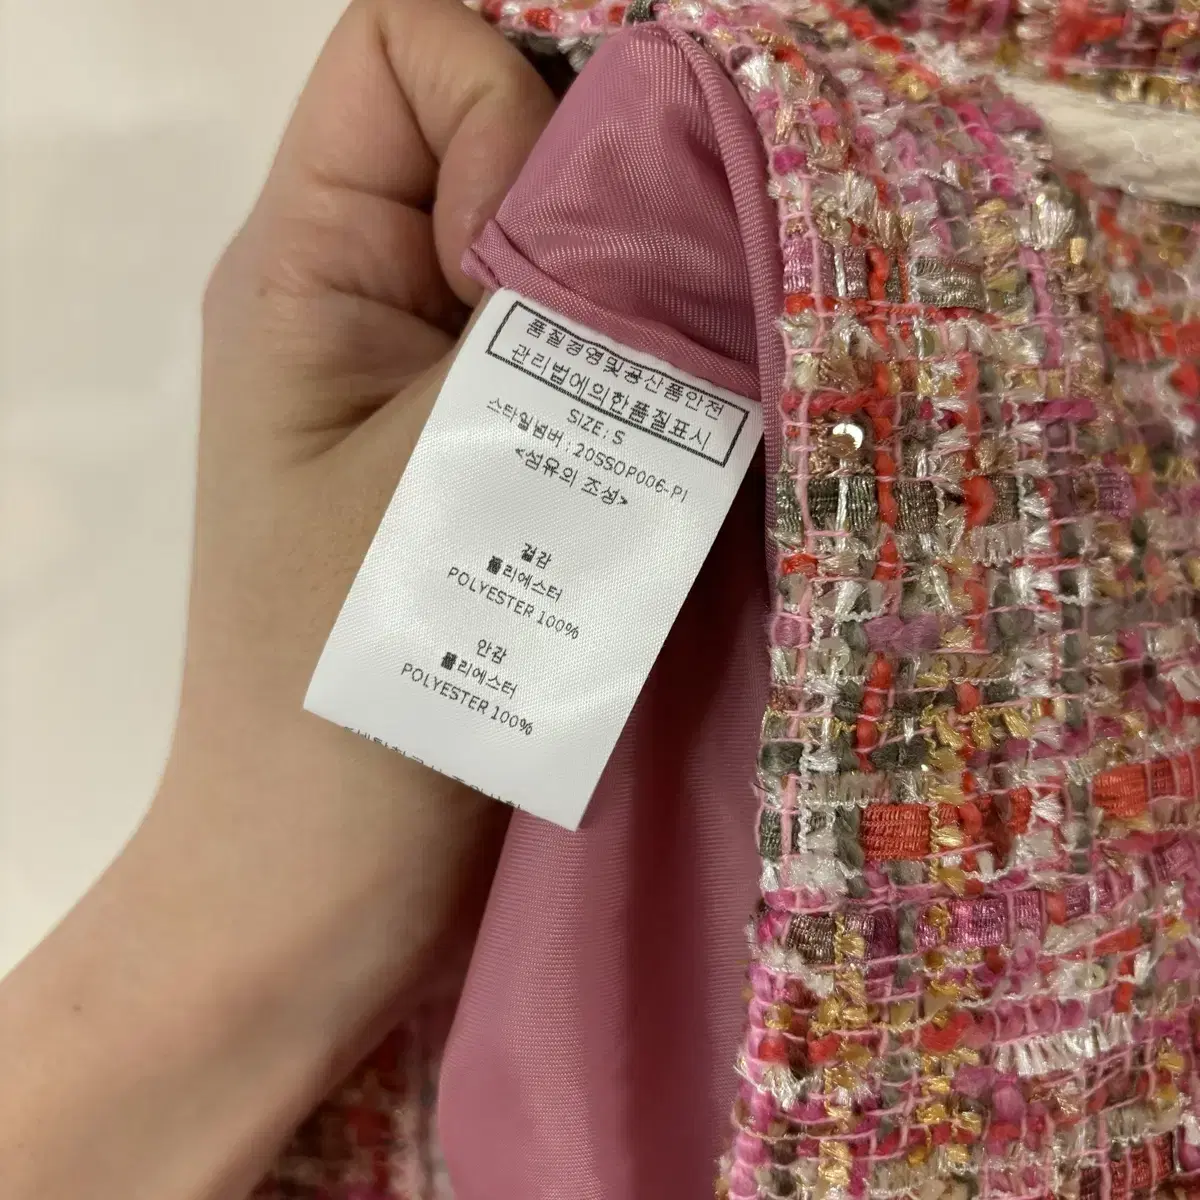 품질경영및공산품안전
관리법에의한품질표시
SIZE : S
스타일넘버 : 20SSOP006-PI
<섬유의 조성>
겉감
폴리에스터
POLYESTER 100%
안감
폴리에스터
POLYESTER 100%